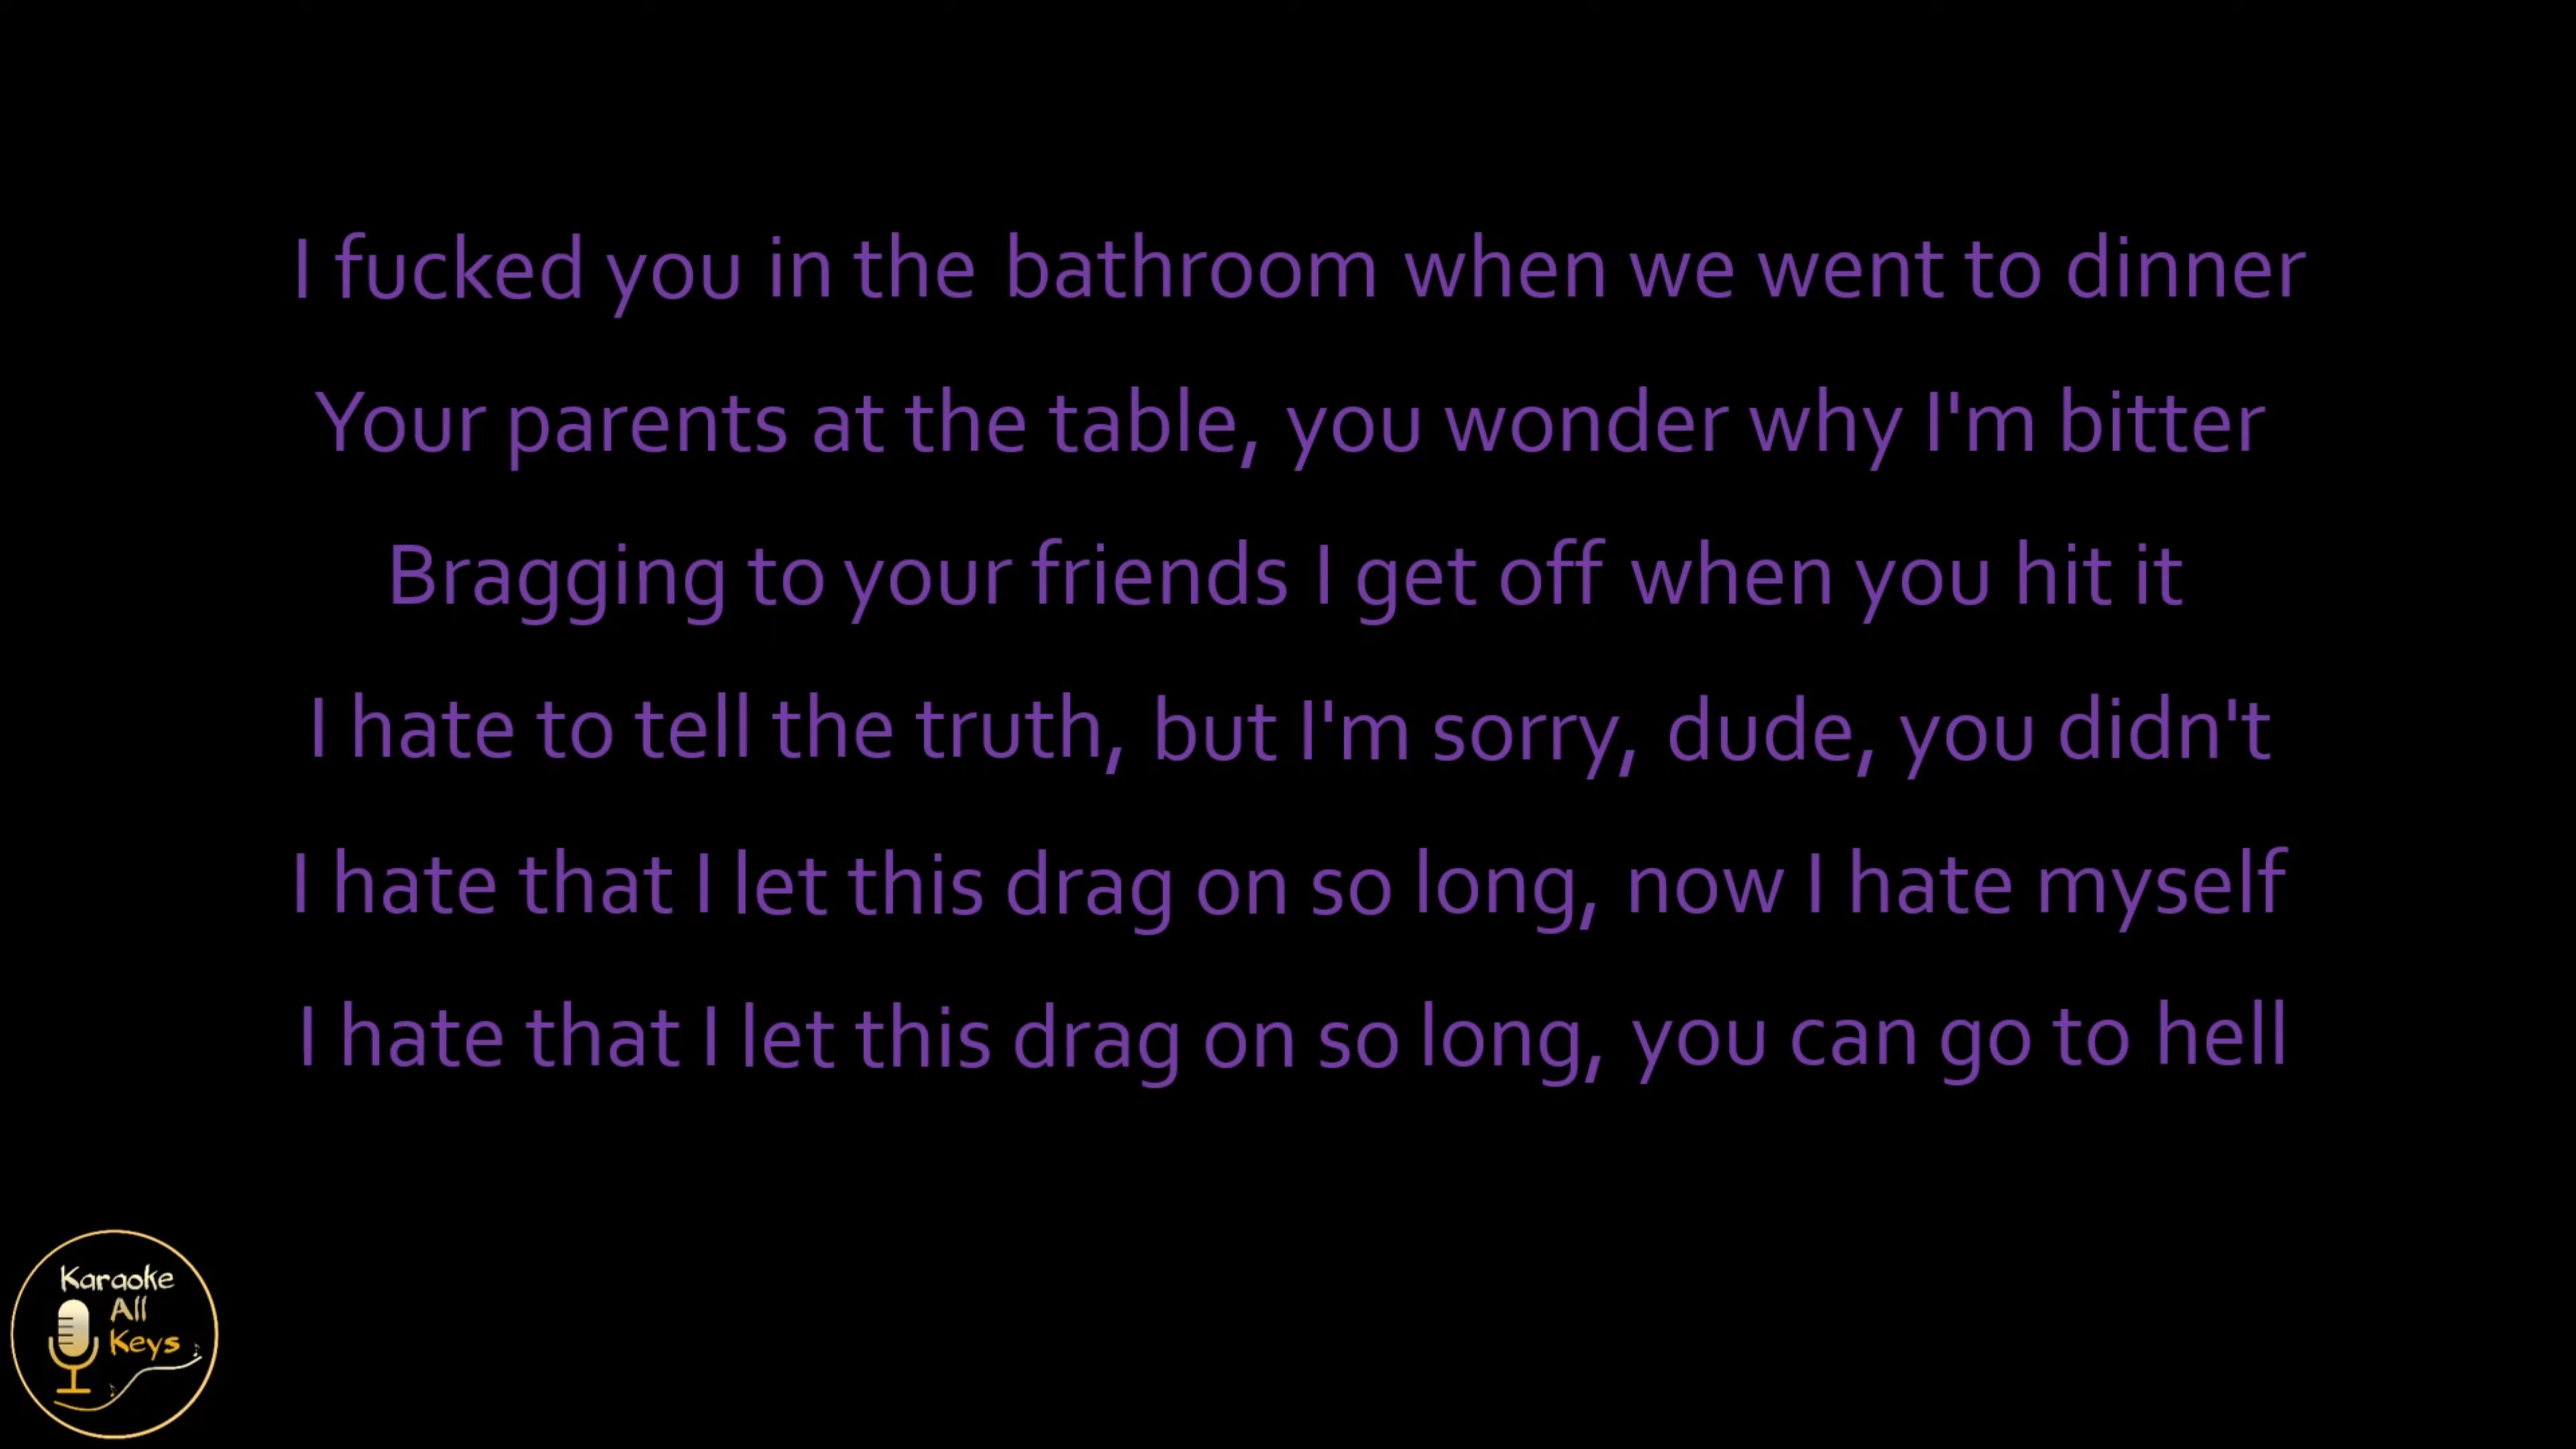 I fucked you in the bathroom when we went to dinner
Your parents at the table, you wonder why I'm bitter
Bragging to your friends I get off when you hit it
I hate to tell the truth, but I'm sorry, dude, you didn't
I hate that I let this drag on so long, now I hate myself
I hate that I let this drag on so long, you can go to hell
Karaoke
All
Keys